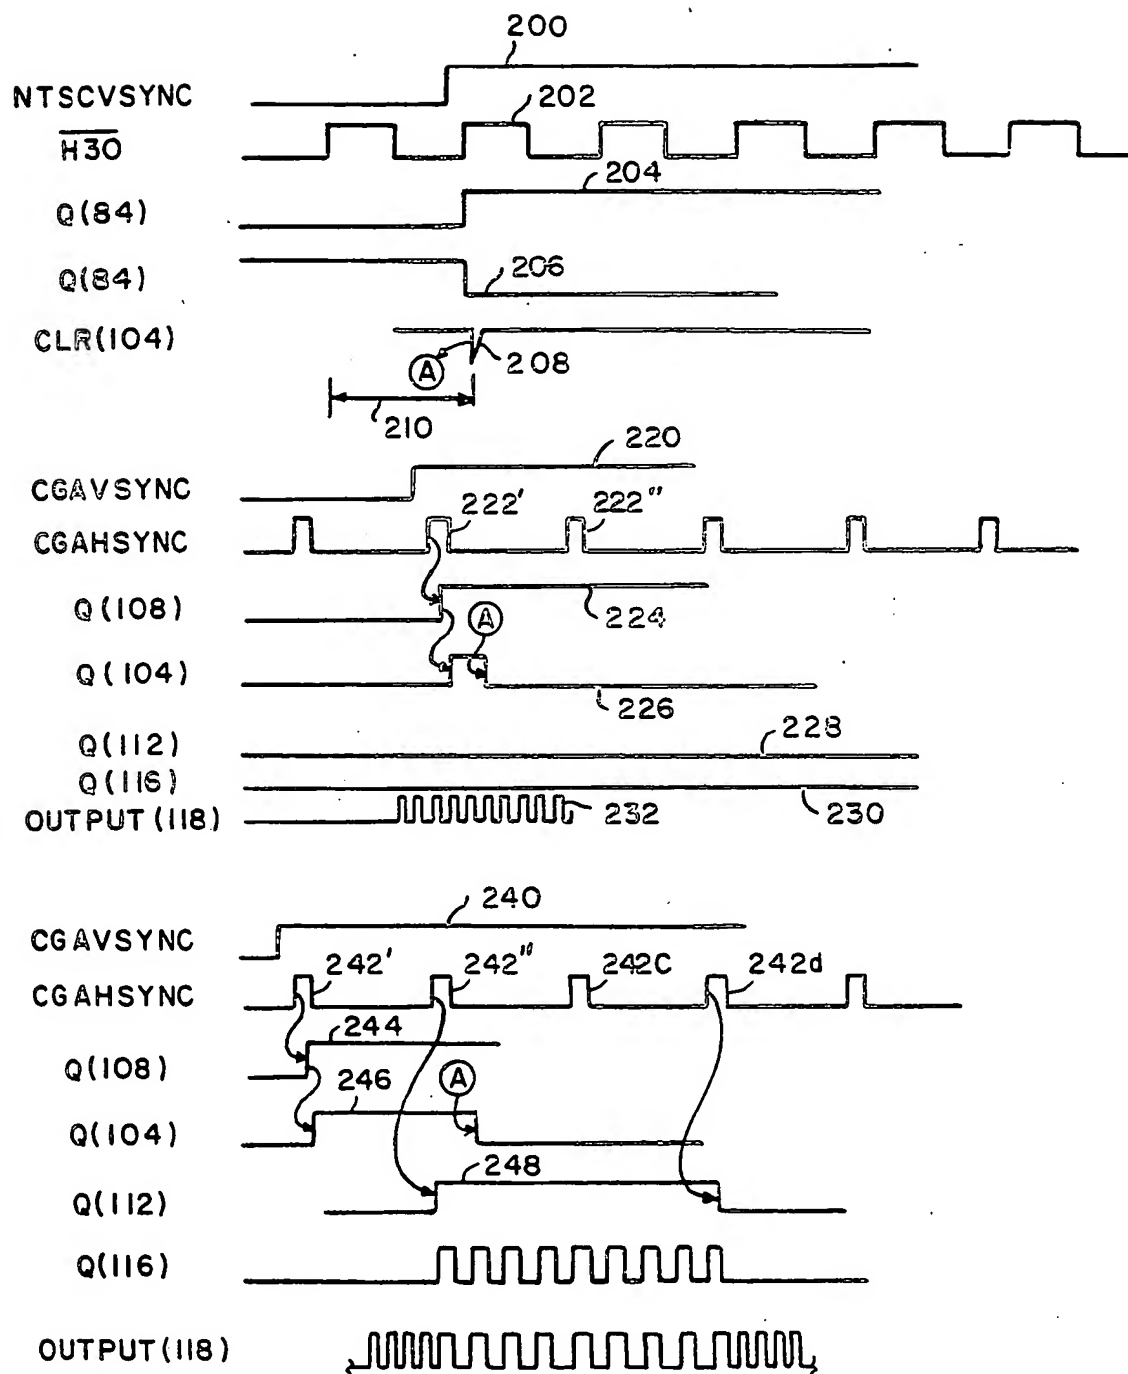 200
NTSCVSYNC
202
H30
204
Q(84)
206
Q(84)
CLR(104)
A
208
210
220
CGAVSYNC
222' 222"
CGAHSYNC
Q(108)
224
A
Q(104)
226
Q(112)
228
Q(116)
230
OUTPUT(118)
232
240
CGAVSYNC
242' 242" 242C 242d
CGAHSYNC
244
Q(108)
246
A
Q(104)
248
Q(112)
Q(116)
OUTPUT(118)